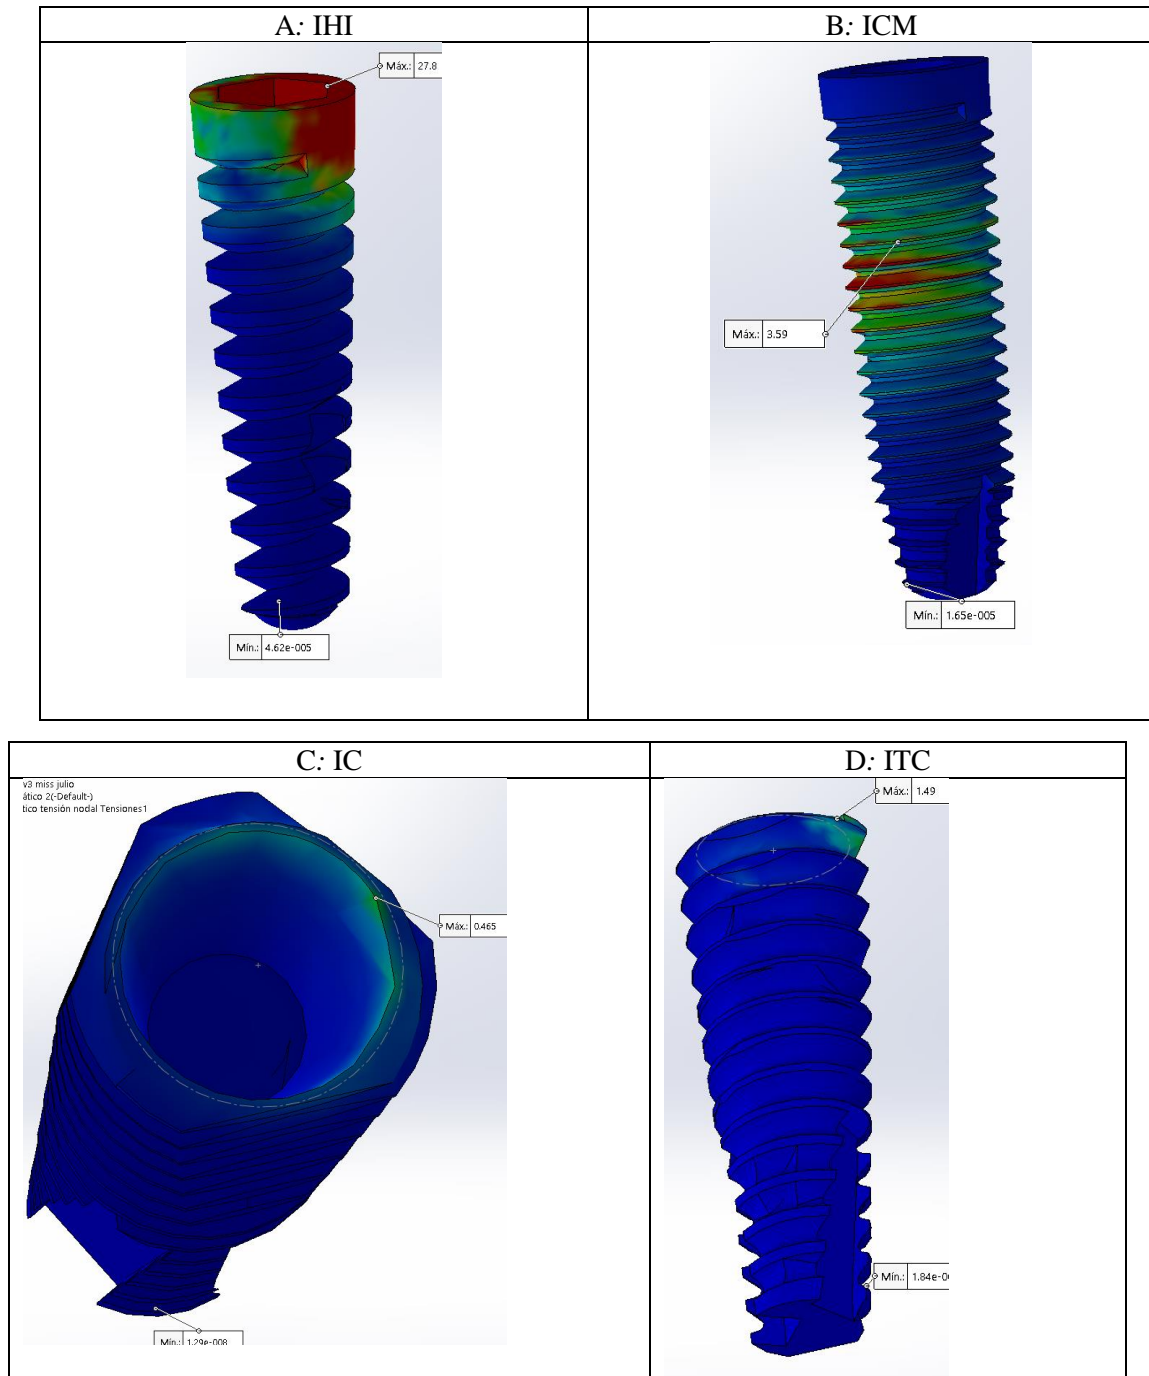 A: IHI
B: ICM
Máx.: 27.8
Máx.: 3.59
Mín.: 4.62e-005
Mín.: 1.65e-005
C: IC
D: ITC
v3 miss julio
ático 2(-Default-)
tico tensión nodal Tensiones1
Máx.: 1.49
Máx.: 0.465
Mín.: 1.84e-0
Mín.: 1.29e-008